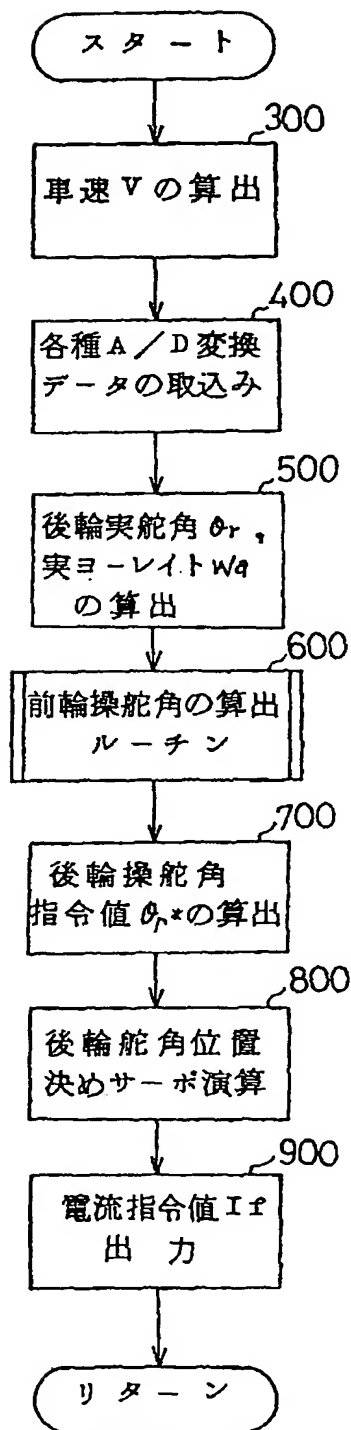 スタート
300
車速Vの算出
400
各種A/D変換
データの取込み
500
後輪実舵角θr,
実ヨーレイトWa
の算出
600
前輪操舵角の算出
ルーチン
700
後輪操舵角
指令値θr*の算出
800
後輪舵角位置
決めサーボ演算
900
電流指令値If
出力
リターン